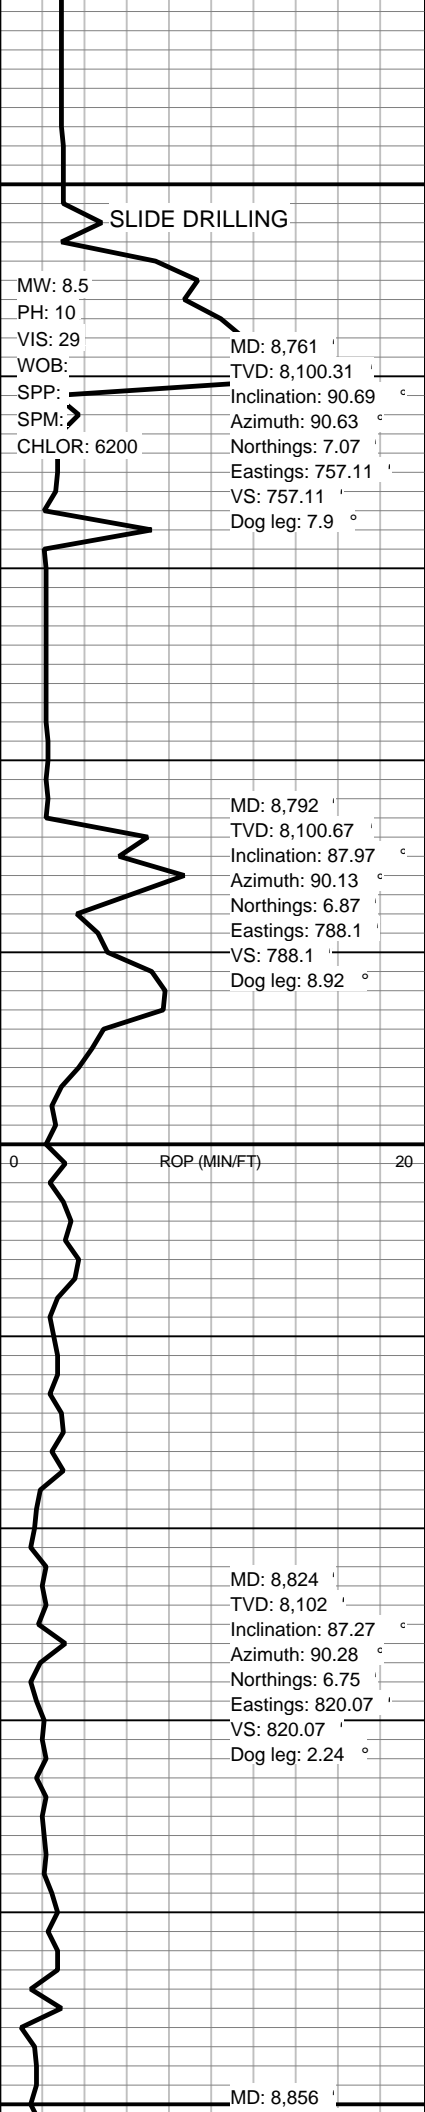 SLIDE DRILLING
MW: 8.5
PH: 10
VIS: 29
WOB:
SPP:
SPM:
CHLOR: 6200
MD: 8,761 '
TVD: 8,100.31 '
Inclination: 90.69 °
Azimuth: 90.63 °
Northings: 7.07 '
Eastings: 757.11 '
VS: 757.11 '
Dog leg: 7.9 °
MD: 8,792 '
TVD: 8,100.67 '
Inclination: 87.97 °
Azimuth: 90.13 °
Northings: 6.87 '
Eastings: 788.1 '
VS: 788.1 '
Dog leg: 8.92 °
0 ROP (MIN/FT) 20
MD: 8,824 '
TVD: 8,102 '
Inclination: 87.27 °
Azimuth: 90.28 °
Northings: 6.75 '
Eastings: 820.07 '
VS: 820.07 '
Dog leg: 2.24 °
MD: 8,856 '